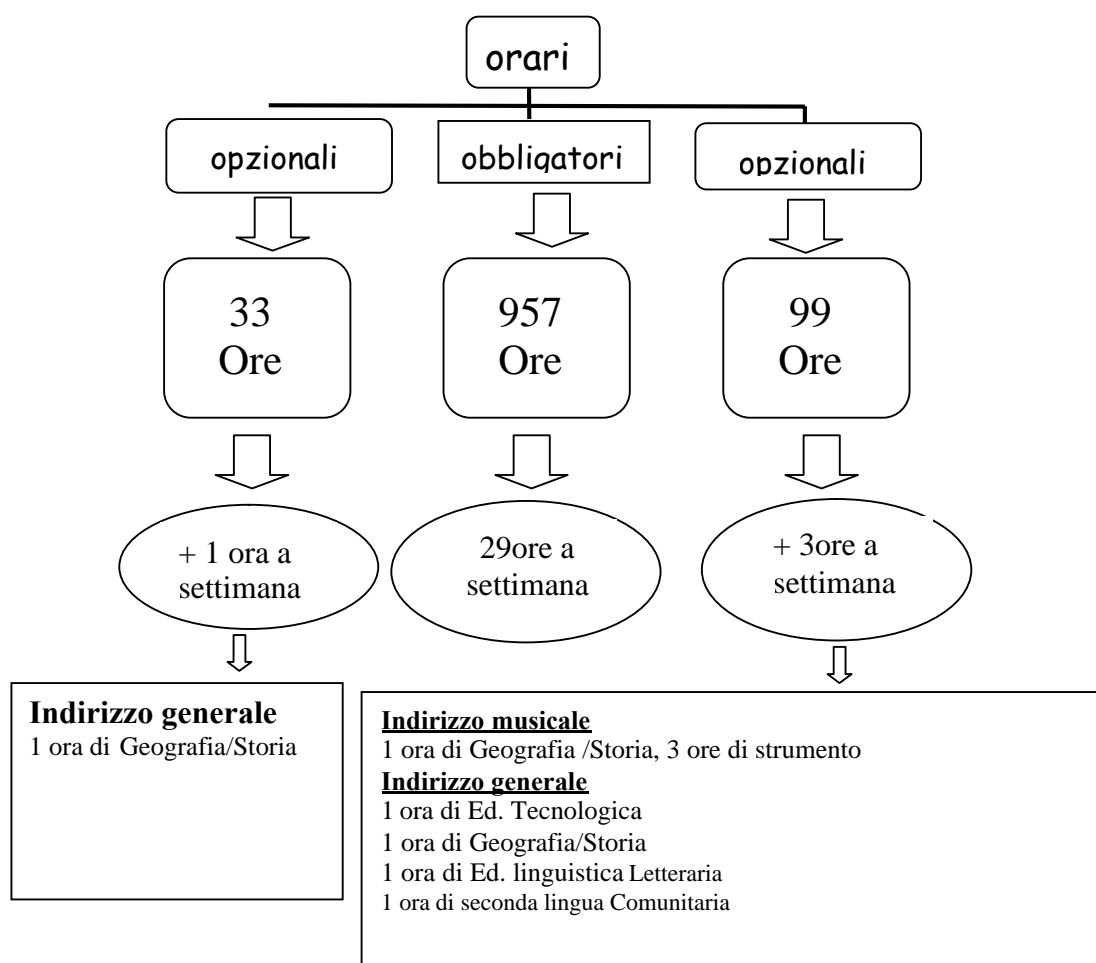 orari
opzionali
obbligatori
opzionali
33
Ore
957
Ore
99
Ore
+ 1 ora a
settimana
29ore a
settimana
+ 3ore a
settimana
Indirizzo generale
1 ora di Geografia/Storia
Indirizzo musicale
1 ora di Geografia /Storia, 3 ore di strumento
Indirizzo generale
1 ora di Ed. Tecnologica
1 ora di Geografia/Storia
1 ora di Ed. linguistica Letteraria
1 ora di seconda lingua Comunitaria